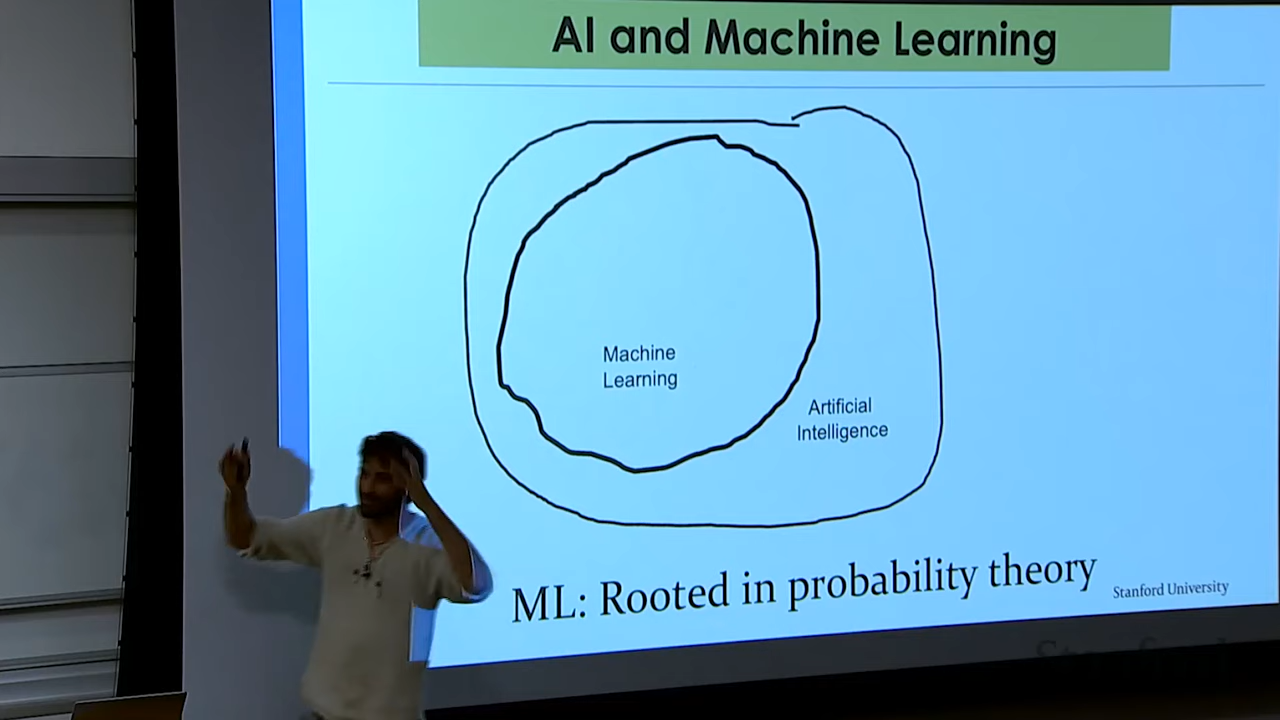 AI and Machine Learning
Machine
Learning
Artificial
Intelligence
ML: Rooted in probability theory
Stanford University